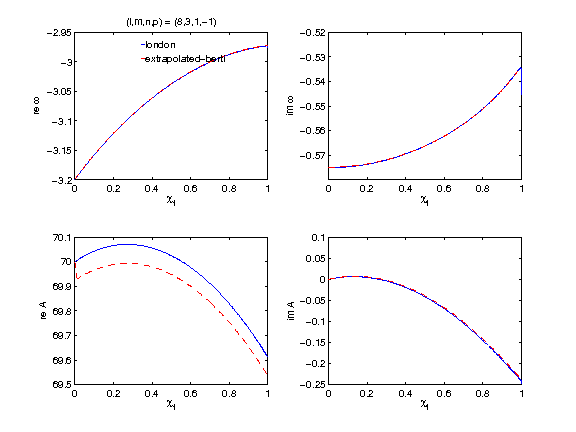 (l,m,n,p) = (8,3,1,−1)
−2.95
−3
−3.05
−3.1
−3.15
−3.2
re ω
0 0.2 0.4 0.6 0.8 1
χf
london
extrapolated−berti
−0.52
−0.53
−0.54
−0.55
−0.56
−0.57
im ω
0 0.2 0.4 0.6 0.8 1
χf
70.1
70
69.9
69.8
69.7
69.6
69.5
re A
0 0.2 0.4 0.6 0.8 1
χf
0.1
0.05
0
−0.05
−0.1
−0.15
−0.2
−0.25
im A
0 0.2 0.4 0.6 0.8 1
χf